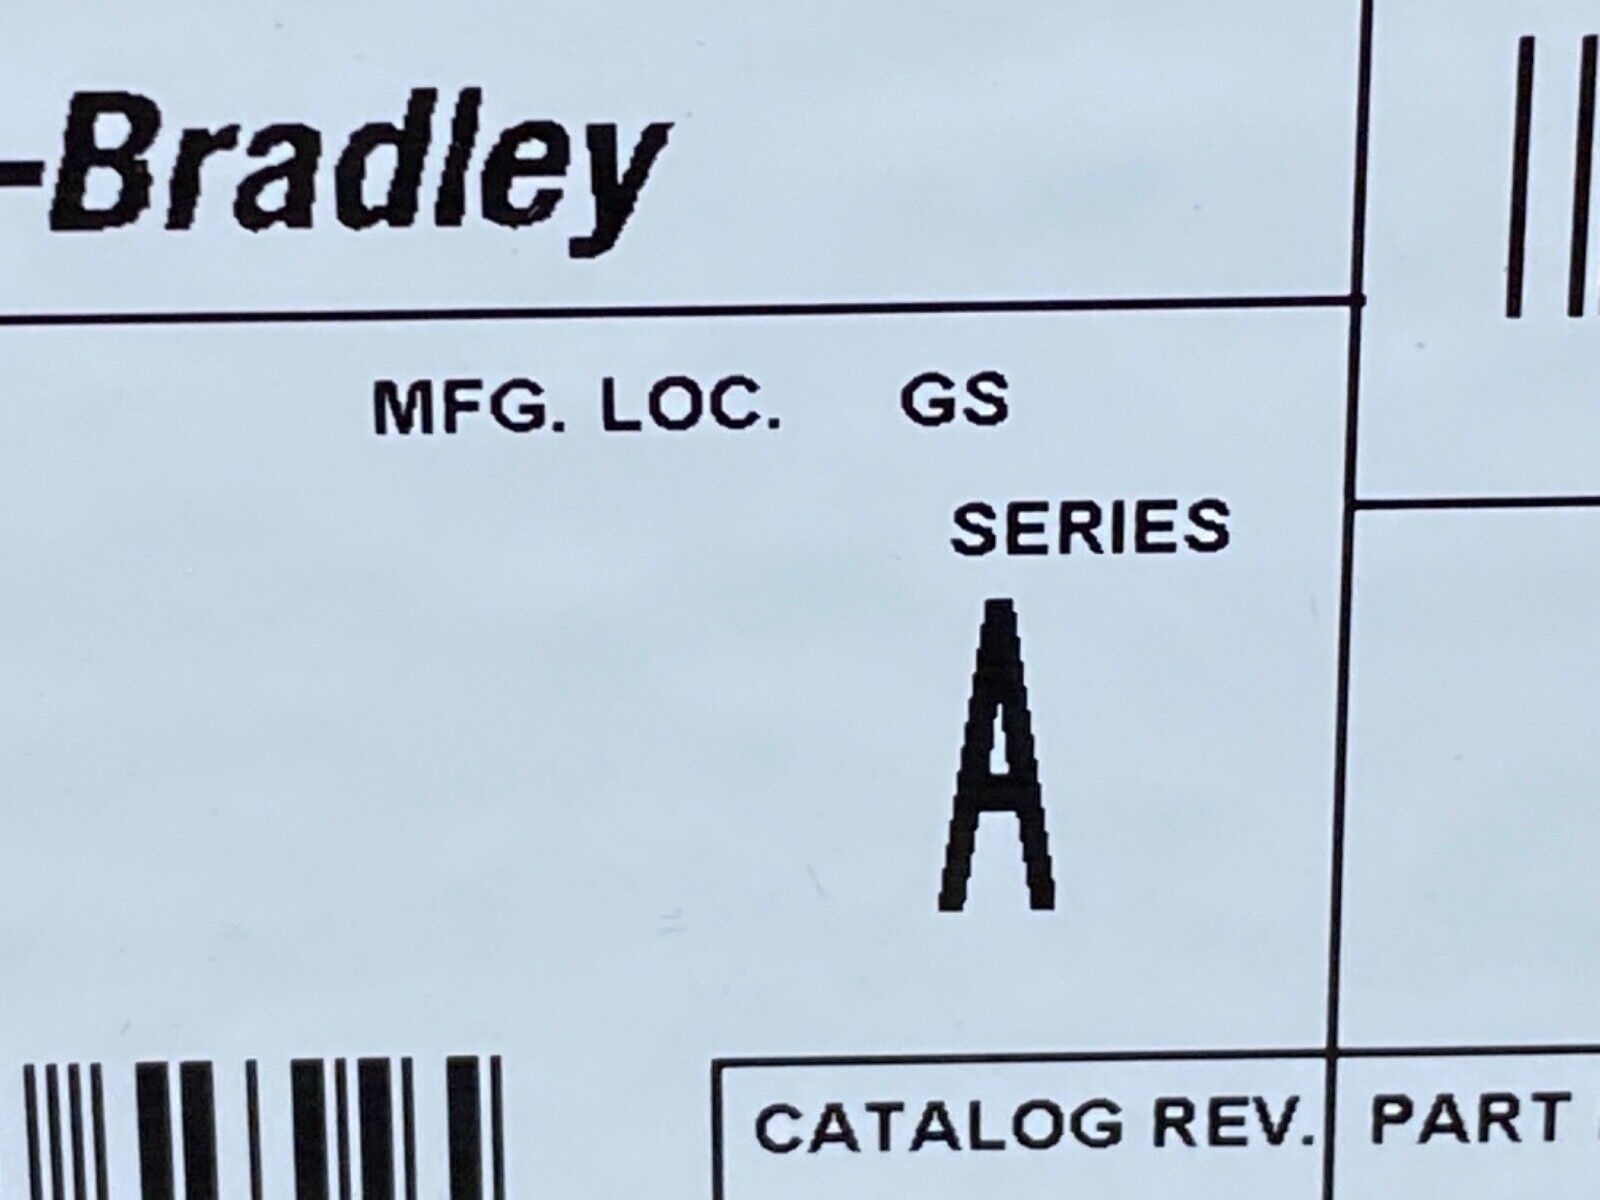 -Bradley
MFG. LOC. GS
SERIES
A
CATALOG REV.
PART